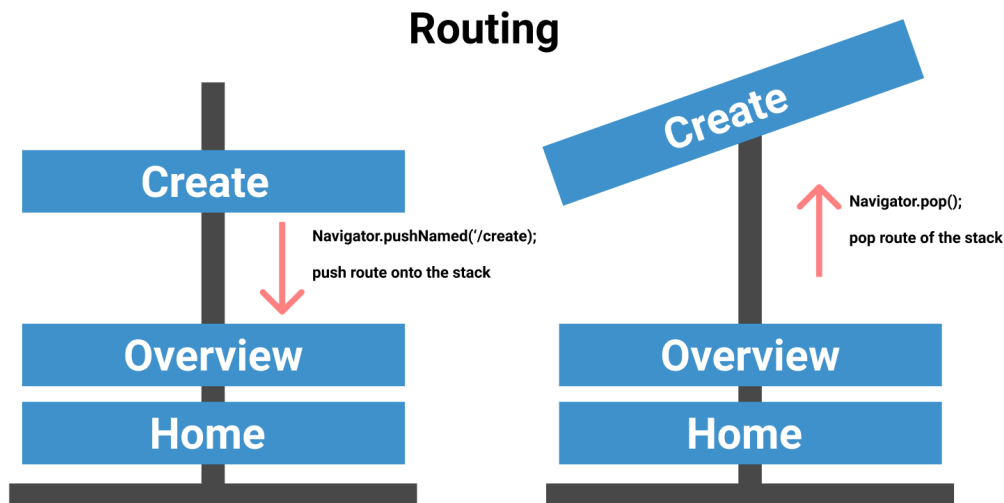 Routing
Create
Navigator.pushNamed(‘/create);
push route onto the stack
Overview
Home
Create
Navigator.pop();
pop route of the stack
Overview
Home